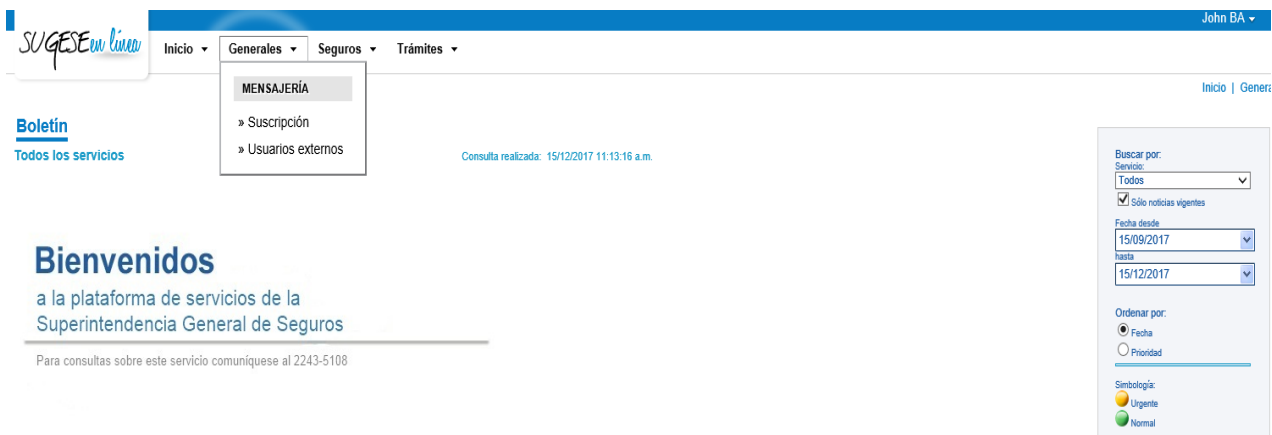 John BA
SUGESE en línea
Inicio
Generales
Seguros
Trámites
MENSAJERÍA
» Suscripción
» Usuarios externos
Inicio | Genera
Boletín
Todos los servicios
Consulta realizada: 15/12/2017 11:13:16 a.m.
Bienvenidos
a la plataforma de servicios de la
Superintendencia General de Seguros
Para consultas sobre este servicio comuníquese al 2243-5108
Buscar por:
Servicio:
Todos
Sólo noticias vigentes
Fecha desde
15/09/2017
hasta
15/12/2017
Ordenar por:
Fecha
Prioridad
Simbología:
Urgente
Normal